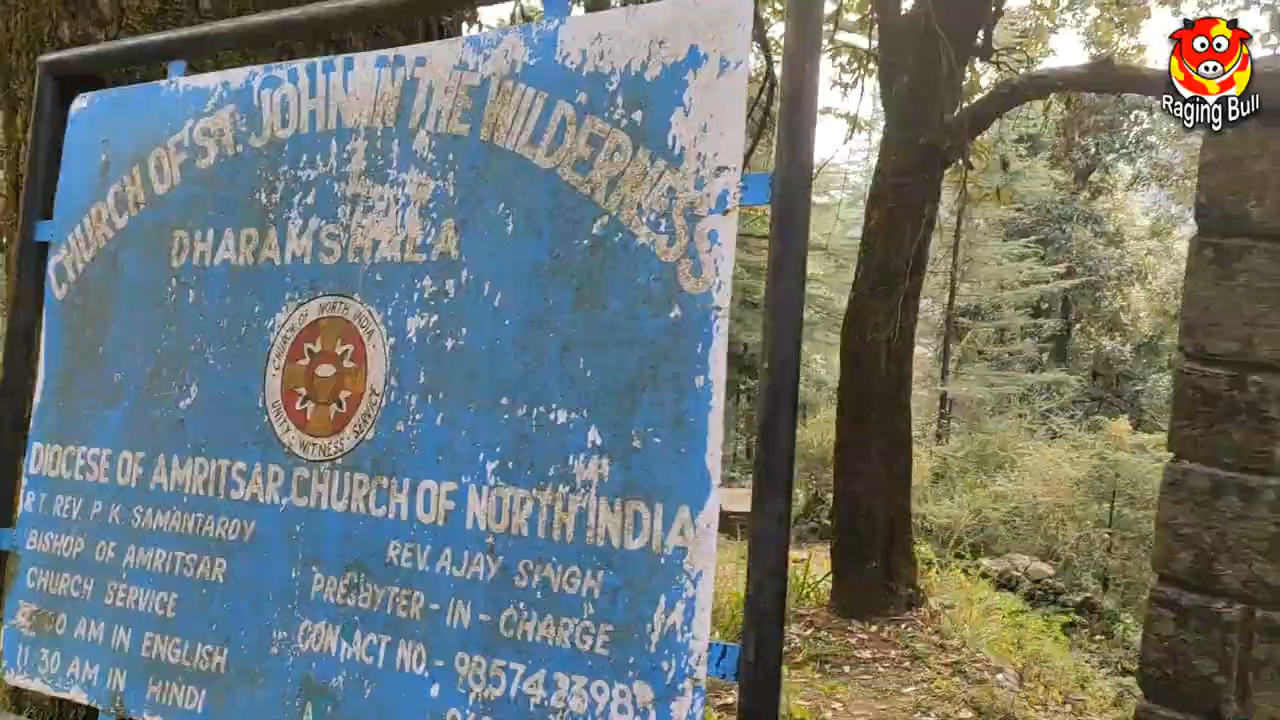 CHURCH OF ST. JOHN IN THE WILDERNESS
DHARAMSHALA
CHURCH OF NORTH INDIA
UNITY · WITNESS · SERVICE
DIOCESE OF AMRITSAR, CHURCH OF NORTH INDIA
RT. REV. P. K. SAMANTAROY
BISHOP OF AMRITSAR
CHURCH SERVICE
AM IN ENGLISH
11 30 AM IN HINDI
REV. AJAY SINGH
PRESBYTER - IN - CHARGE
CONTACT NO.-
Raging Bull